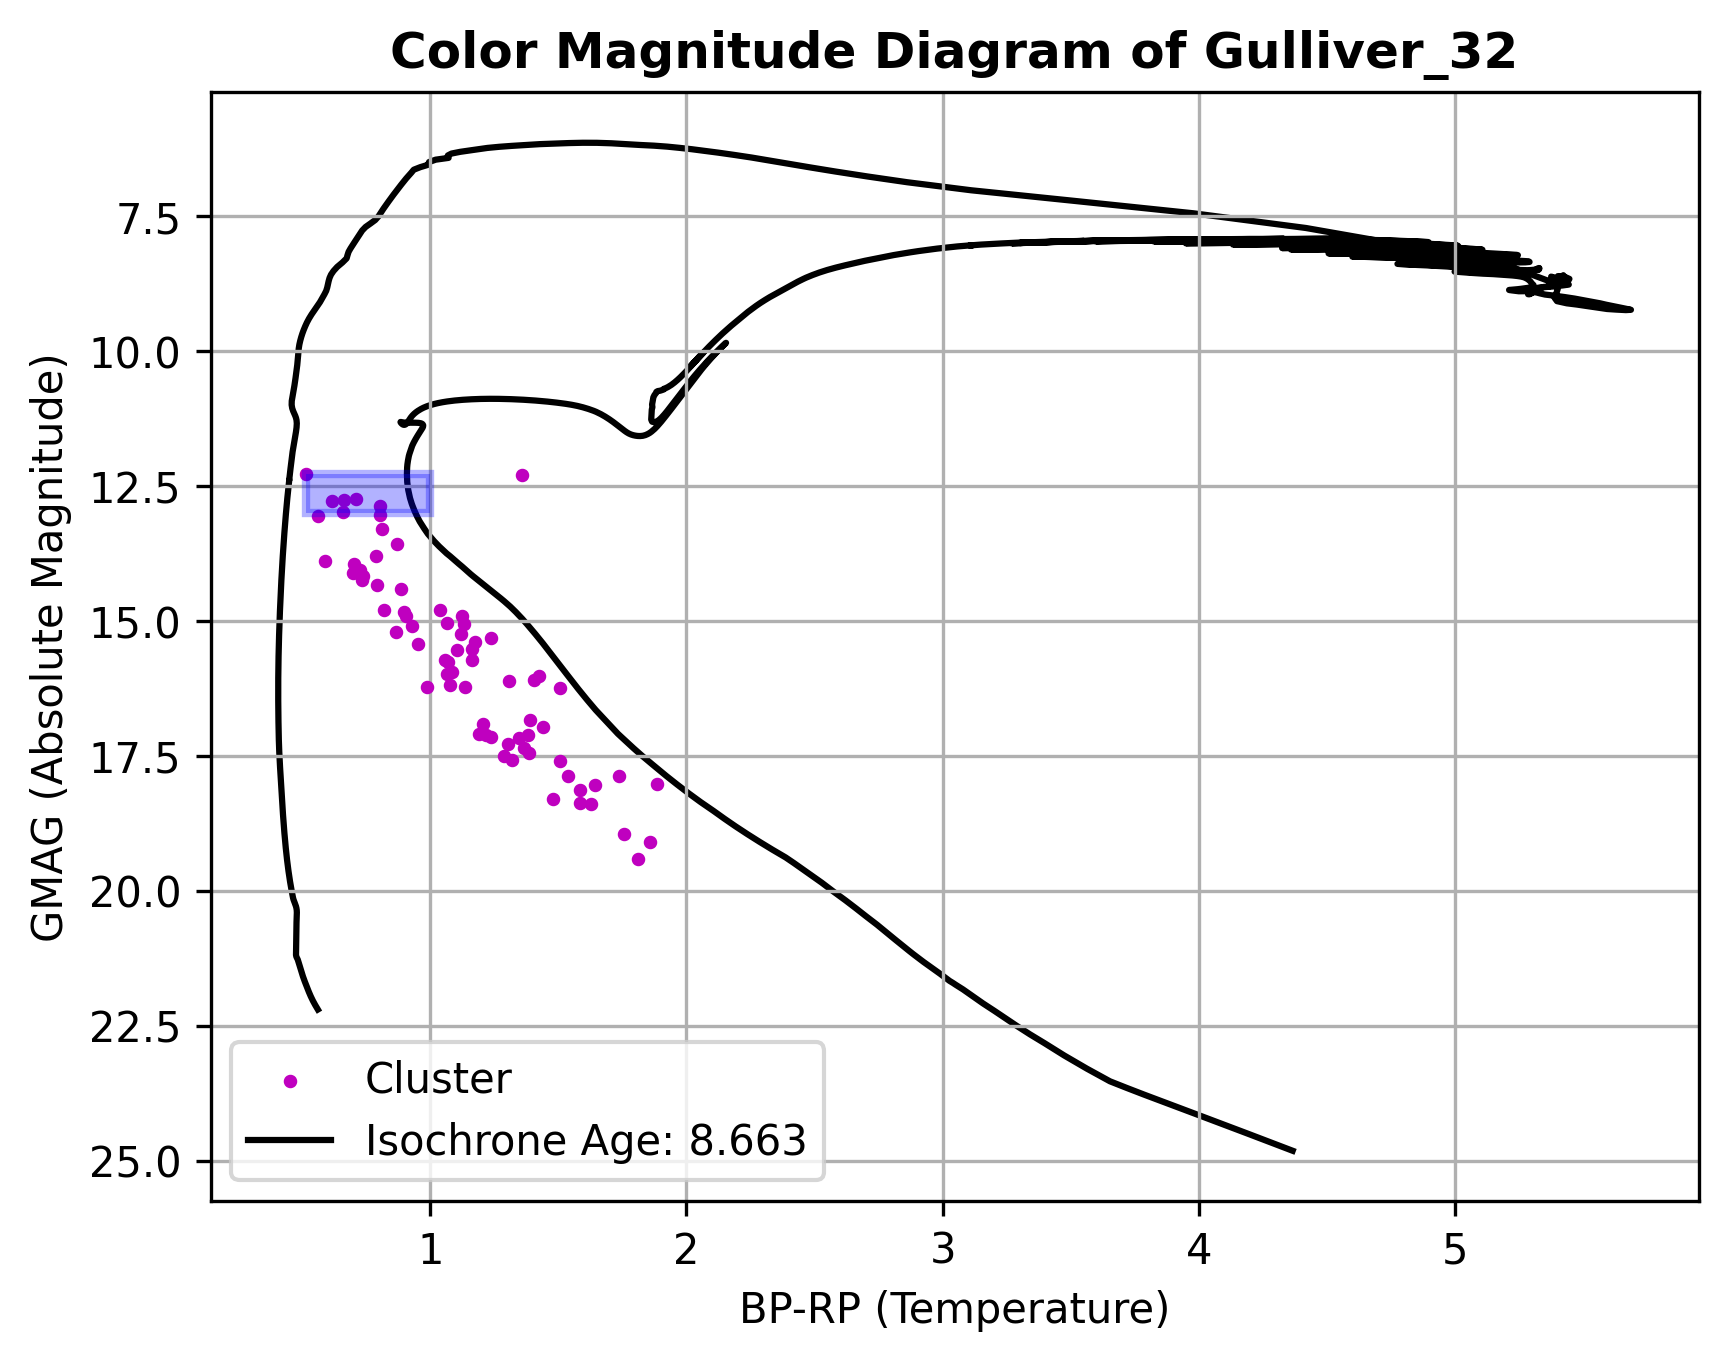 Color Magnitude Diagram of Gulliver_32
GMAG (Absolute Magnitude)
7.5
10.0
12.5
15.0
17.5
20.0
22.5
25.0
Cluster
Isochrone Age: 8.663
1
2
3
4
5
BP-RP (Temperature)